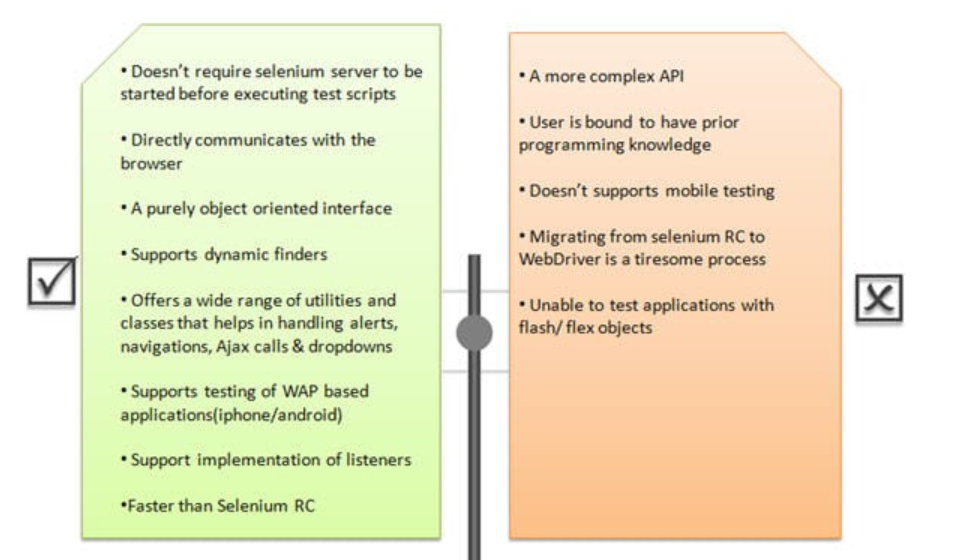 • Doesn't require selenium server to be
started before executing test scripts
• Directly communicates with the
browser
• A purely object oriented interface
• Supports dynamic finders
• Offers a wide range of utilities and
classes that helps in handling alerts,
navigations, Ajax calls & dropdowns
• Supports testing of WAP based
applications(iphone/android)
• Support implementation of listeners
•Faster than Selenium RC
• A more complex API
• User is bound to have prior
programming knowledge
• Doesn't supports mobile testing
• Migrating from selenium RC to
WebDriver is a tiresome process
• Unable to test applications with
flash/ flex objects